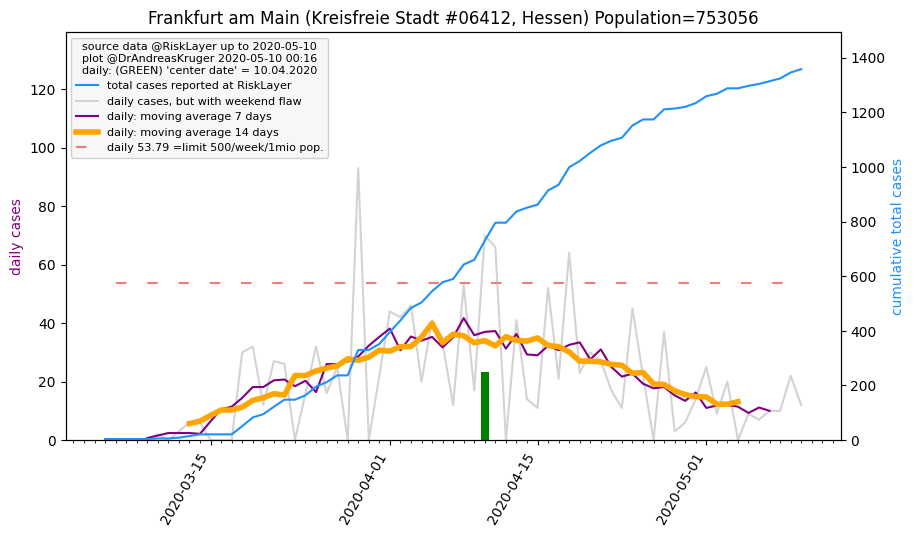 Frankfurt am Main (Kreisfreie Stadt #06412, Hessen) Population=753056
source data @RiskLayer up to 2020-05-10
plot @DrAndreasKruger 2020-05-10 00:16
daily: (GREEN) 'center date' = 10.04.2020
total cases reported at RiskLayer
daily cases, but with weekend flaw
daily: moving average 7 days
daily: moving average 14 days
daily 53.79 =limit 500/week/1mio pop.
daily cases
120
100
80
60
40
20
0
cumulative total cases
1400
1200
1000
800
600
400
200
0
2020-03-15
2020-04-01
2020-04-15
2020-05-01